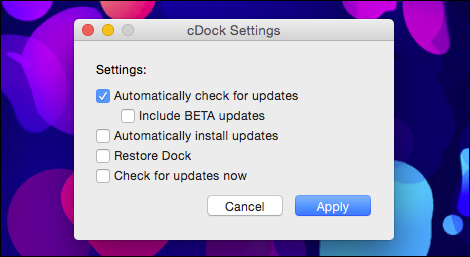 cDock Settings
Settings:
Automatically check for updates
Include BETA updates
Automatically install updates
Restore Dock
Check for updates now
Cancel Apply